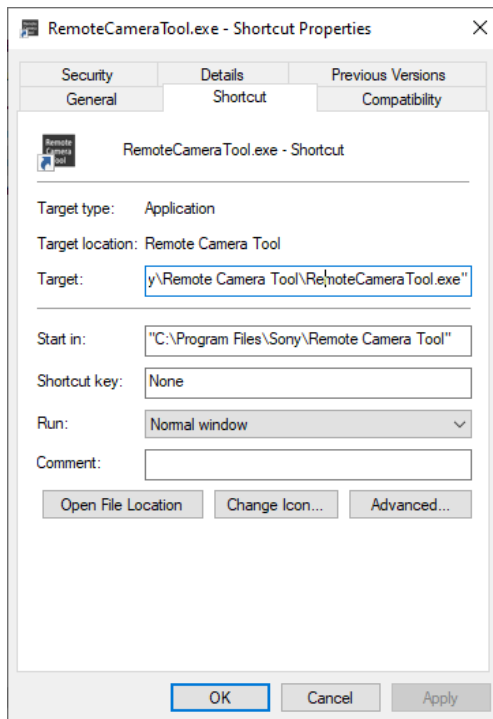 RemoteCameraTool.exe - Shortcut Properties
Security Details Previous Versions
General Shortcut Compatibility
Remote
Camera
Tool
RemoteCameraTool.exe - Shortcut
Target type: Application
Target location: Remote Camera Tool
Target: y\Remote Camera Tool\RemoteCameraTool.exe"
Start in: "C:\Program Files\Sony\Remote Camera Tool"
Shortcut key: None
Run: Normal window
Comment:
Open File Location Change Icon... Advanced...
OK Cancel Apply